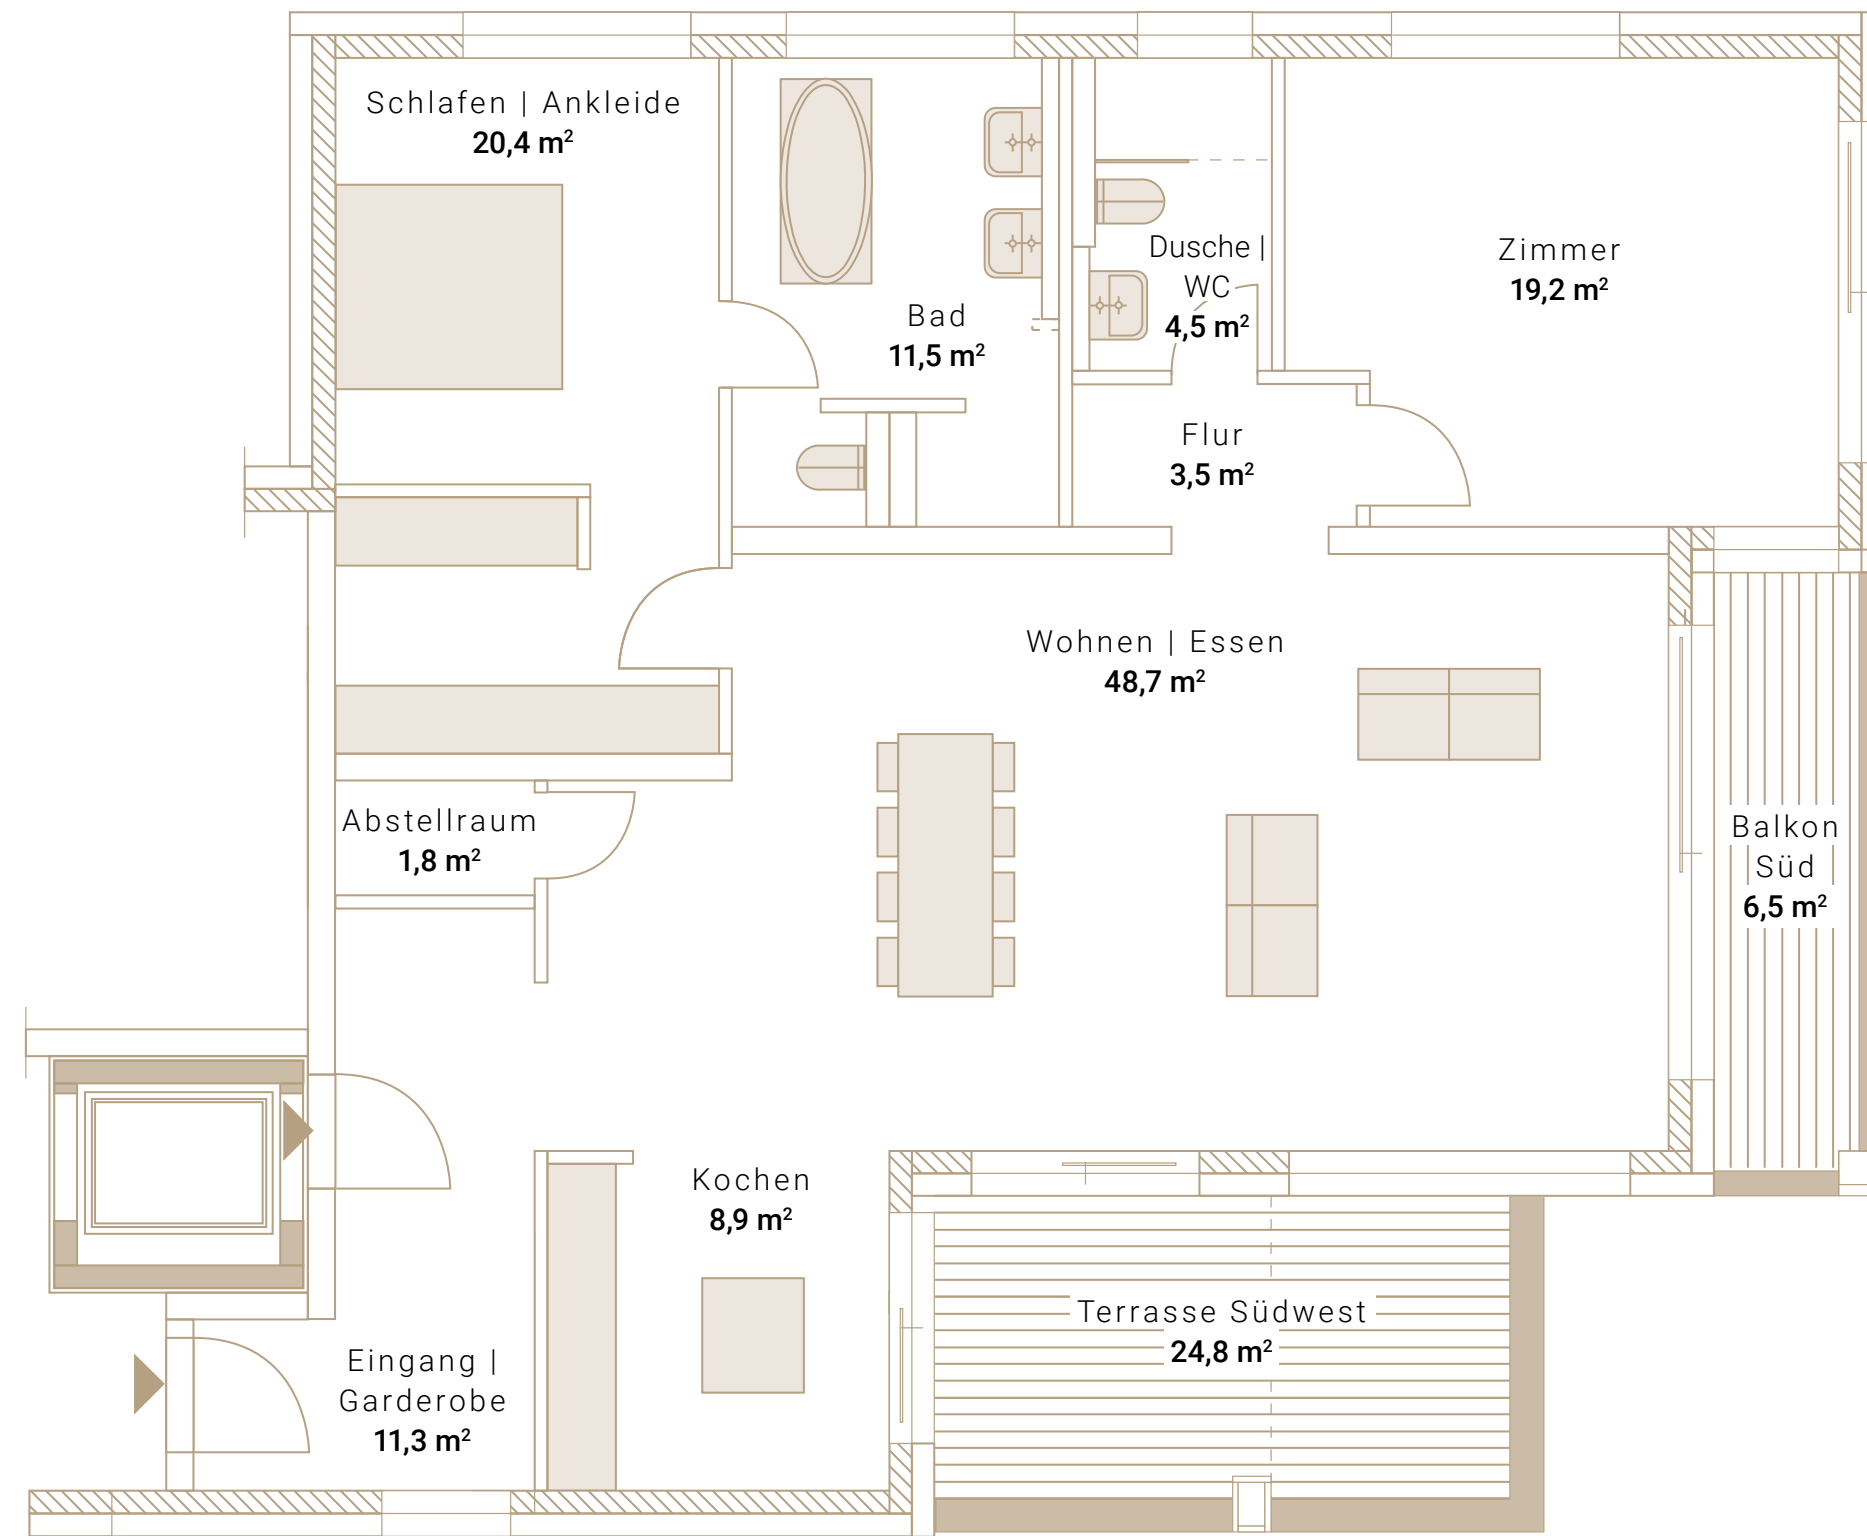 Schlafen | Ankleide
20,4 m²
Bad
11,5 m²
Dusche |
WC
4,5 m²
Zimmer
19,2 m²
Flur
3,5 m²
Wohnen | Essen
48,7 m²
Abstellraum
1,8 m²
Balkon
Süd
6,5 m²
Kochen
8,9 m²
Terrasse Südwest
24,8 m²
Eingang |
Garderobe
11,3 m²